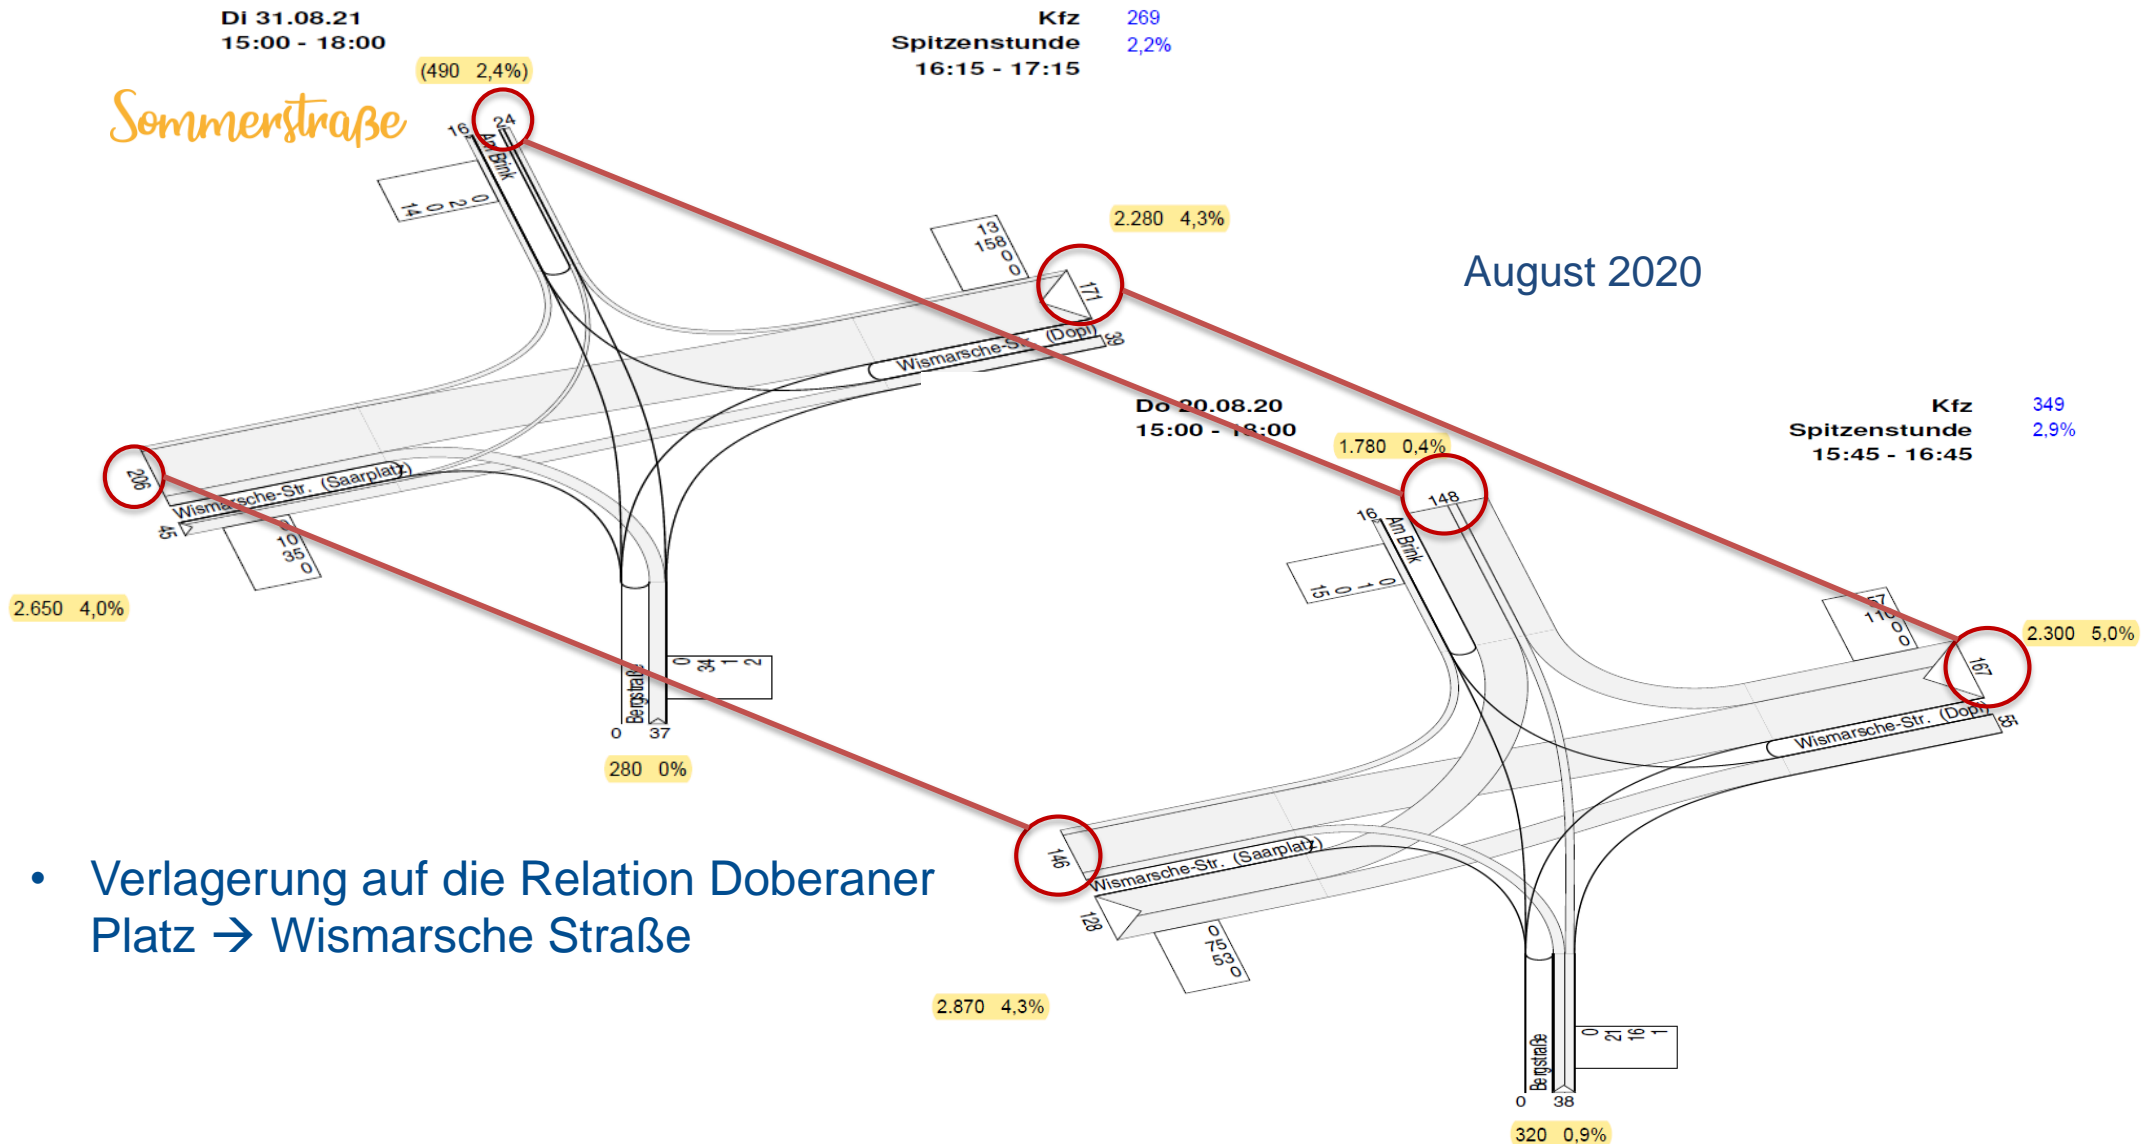 Di 31.08.21
15:00 - 18:00
Kfz 269
Spitzenstunde 2,2%
16:15 - 17:15
(490 2,4%)
Sommerstraße
16 24
Am Brink
14 0 2 0
2.280 4,3%
13
158
0
0
171
Wismarsche-Str. (Dopl)
39
August 2020
206
Wismarsche-Str. (Saarplatz)
45
0
10
35
0
2.650 4,0%
Bergstraße
0 34 1 2
0 37
280 0%
Do 20.08.20
15:00 - 18:00
Kfz 349
Spitzenstunde 2,9%
15:45 - 16:45
1.780 0,4%
16 148
Am Brink
15 0 1 0
57
110
0
0
2.300 5,0%
167
Wismarsche-Str. (Dopl)
55
146
Wismarsche-Str. (Saarplatz)
128
0
75
53
0
2.870 4,3%
Bergstraße
0 21 16 1
0 38
320 0,9%
• Verlagerung auf die Relation Doberaner
Platz → Wismarsche Straße